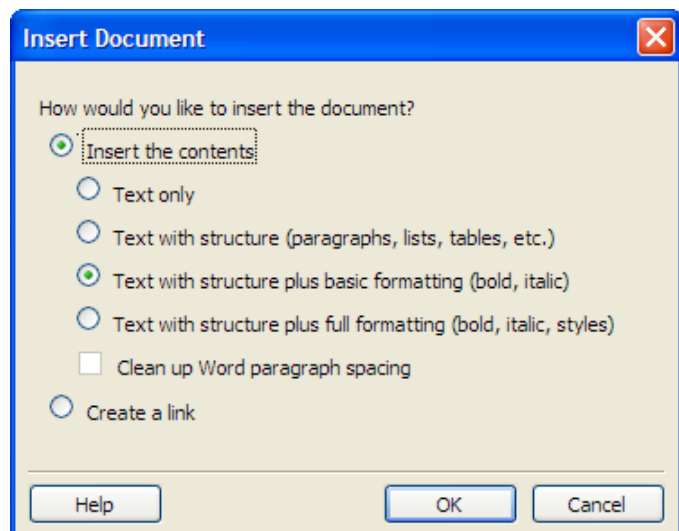 Insert Document
How would you like to insert the document?
Insert the contents
Text only
Text with structure (paragraphs, lists, tables, etc.)
Text with structure plus basic formatting (bold, italic)
Text with structure plus full formatting (bold, italic, styles)
Clean up Word paragraph spacing
Create a link
Help OK Cancel